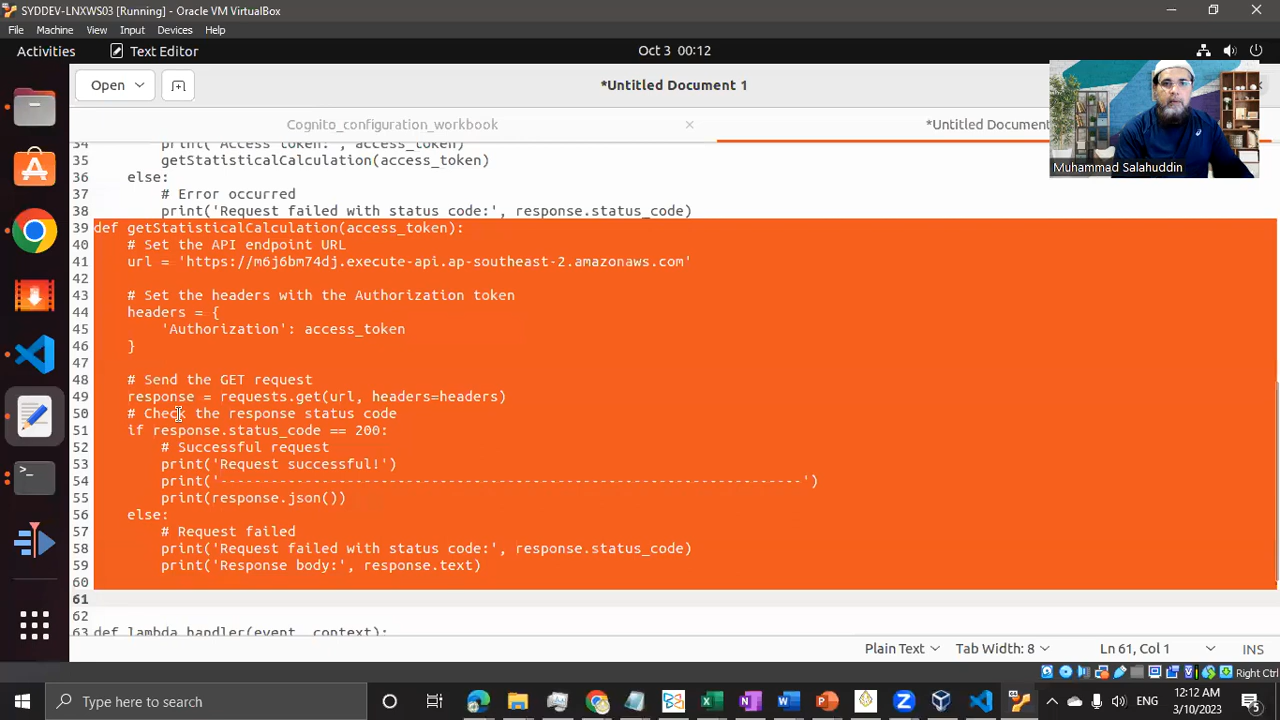 SYDDEV-LNXWS03 [Running] - Oracle VM VirtualBox
File Machine View Input Devices Help
Activities Text Editor Oct 3 00:12
Open *Untitled Document 1
Cognito_configuration_workbook *Untitled Document
Muhammad Salahuddin
34 print('Access token:', access_token)
35 getStatisticalCalculation(access_token)
36 else:
37 # Error occurred
38 print('Request failed with status code:', response.status_code)
39 def getStatisticalCalculation(access_token):
40 # Set the API endpoint URL
41 url = 'https://m6j6bm74dj.execute-api.ap-southeast-2.amazonaws.com'
42
43 # Set the headers with the Authorization token
44 headers = {
45 'Authorization': access_token
46 }
47
48 # Send the GET request
49 response = requests.get(url, headers=headers)
50 # Check the response status code
51 if response.status_code == 200:
52 # Successful request
53 print('Request successful!')
54 print('---------------------------------------------------------------------')
55 print(response.json())
56 else:
57 # Request failed
58 print('Request failed with status code:', response.status_code)
59 print('Response body:', response.text)
60
61
62
63 def lambda_handler(event, context):
Plain Text Tab Width: 8 Ln 61, Col 1 INS
Right Ctrl
Type here to search
ENG
12:12 AM
3/10/2023
5